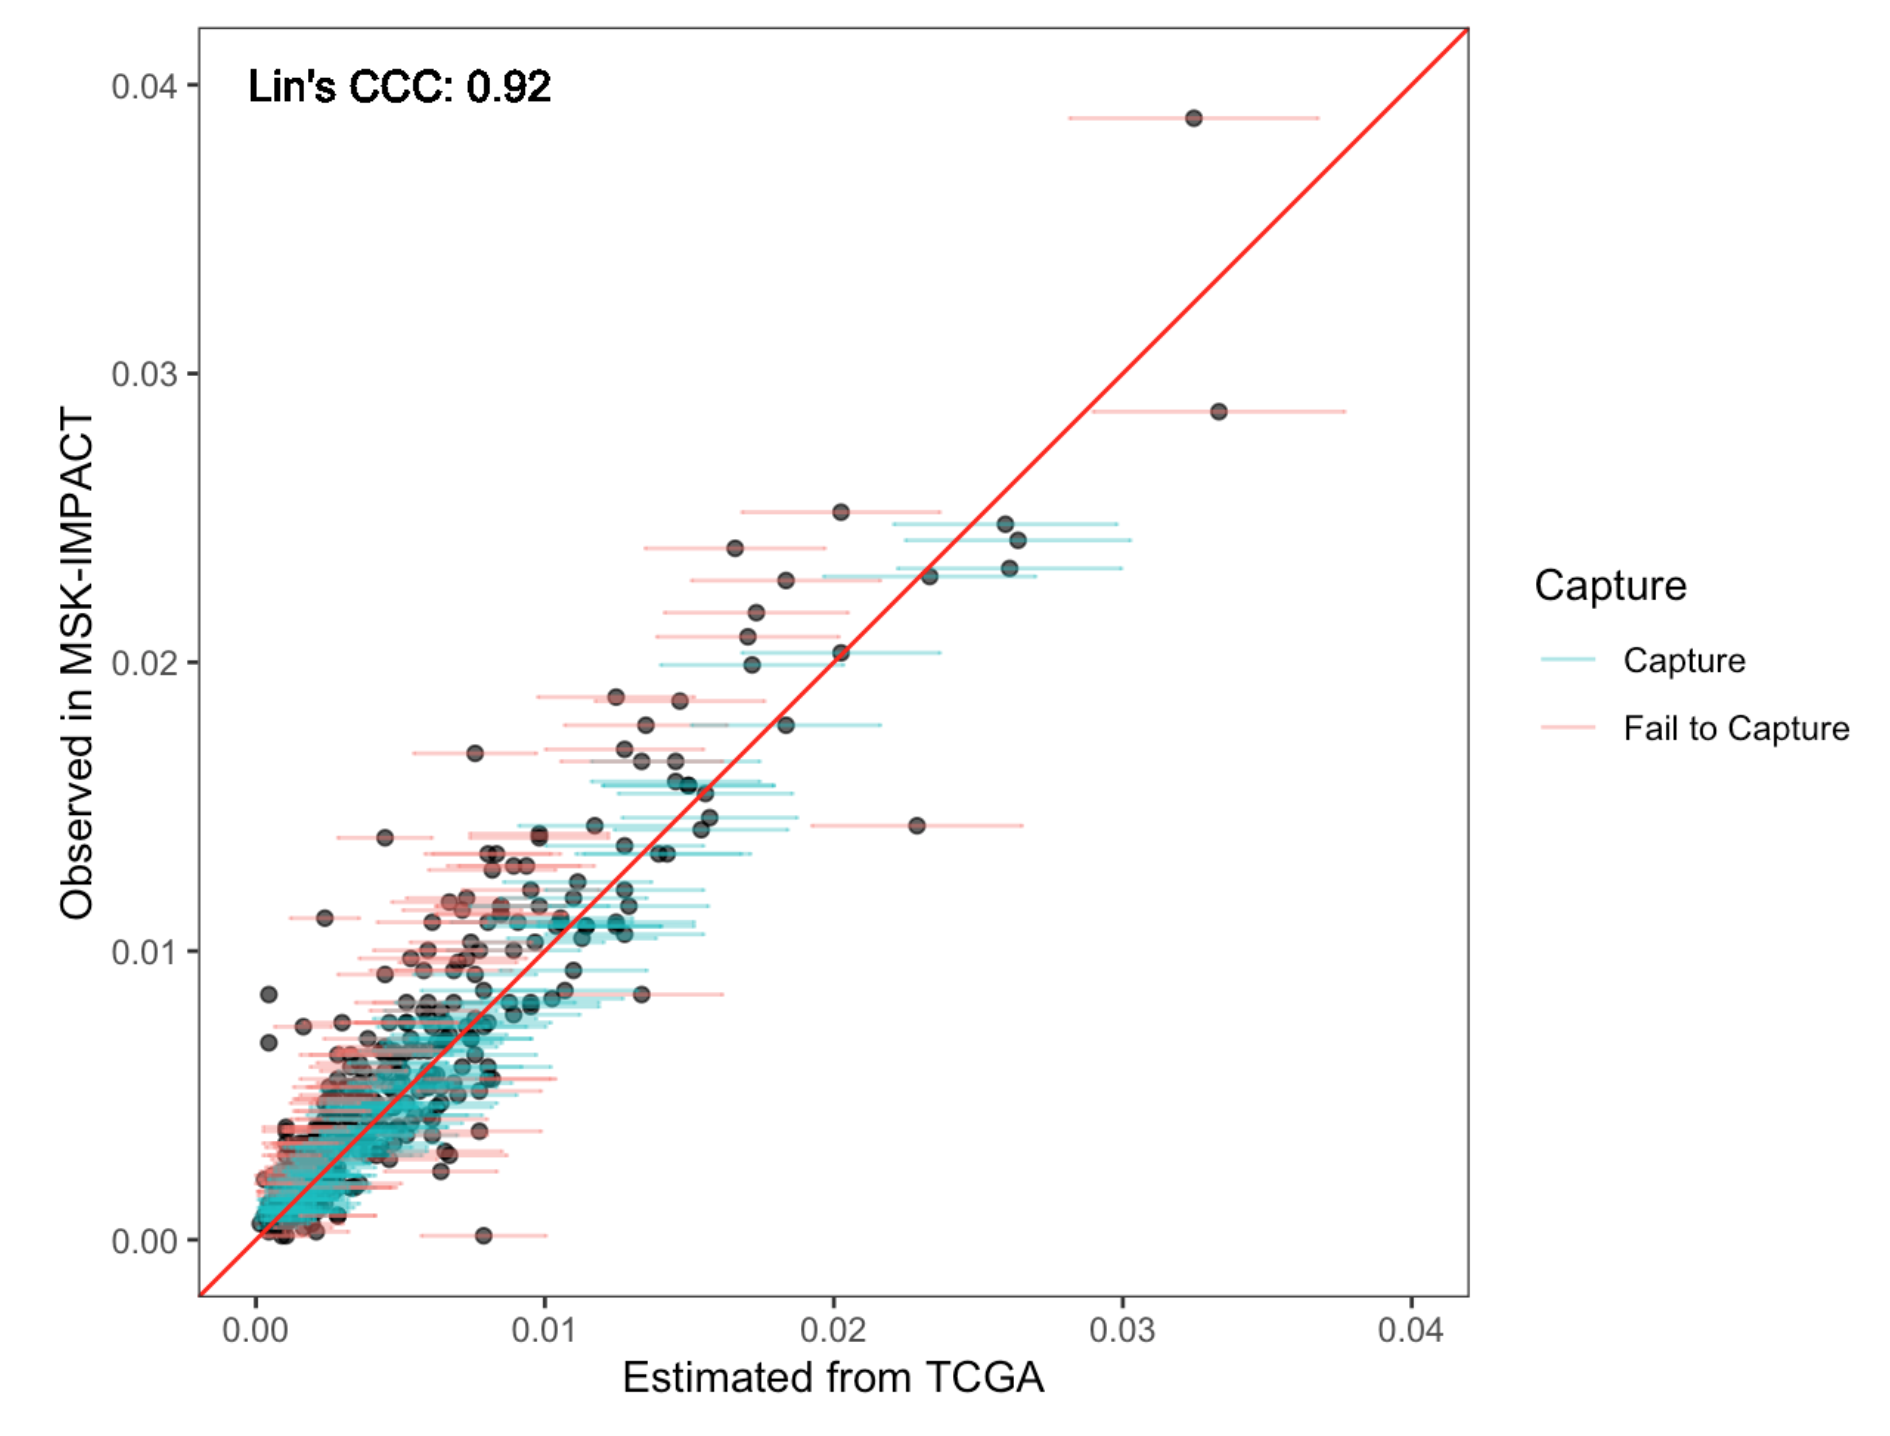 Lin's CCC: 0.92
0.04
0.03
0.02
0.01
0.00
Observed in MSK-IMPACT
0.00 0.01 0.02 0.03 0.04
Estimated from TCGA
Capture
Capture
Fail to Capture